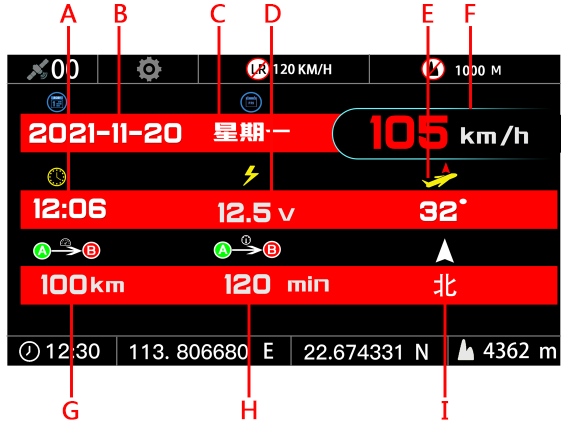 A B C D E F
00 LR 120 KM/H 1000 M
2021-11-20 星期一 105 km/h
12:06 12.5 V 32°
A B A B
100km 120 min 北
12:30 113. 806680 E 22.674331 N 4362 m
G H I